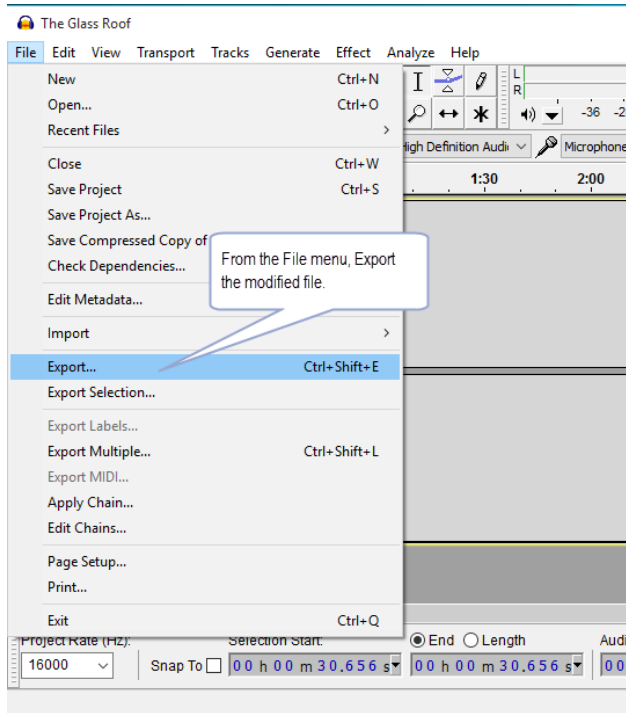 The Glass Roof
File Edit View Transport Tracks Generate Effect Analyze Help
New Ctrl+N
Open... Ctrl+O
Recent Files >
Close Ctrl+W
Save Project Ctrl+S
Save Project As...
Save Compressed Copy of
Check Dependencies...
Edit Metadata...
Import >
Export... Ctrl+Shift+E
Export Selection...
Export Labels...
Export Multiple... Ctrl+Shift+L
Export MIDI...
Apply Chain...
Edit Chains...
Page Setup...
Print...
Exit Ctrl+Q
From the File menu, Export
the modified file.
L
R
-36 -2
High Definition Audi Microphone
1:30 2:00
Project Rate (Hz): Selection Start: End Length Audi
16000 Snap To 00 h 00 m 30.656 s 00 h 00 m 30.656 s 00